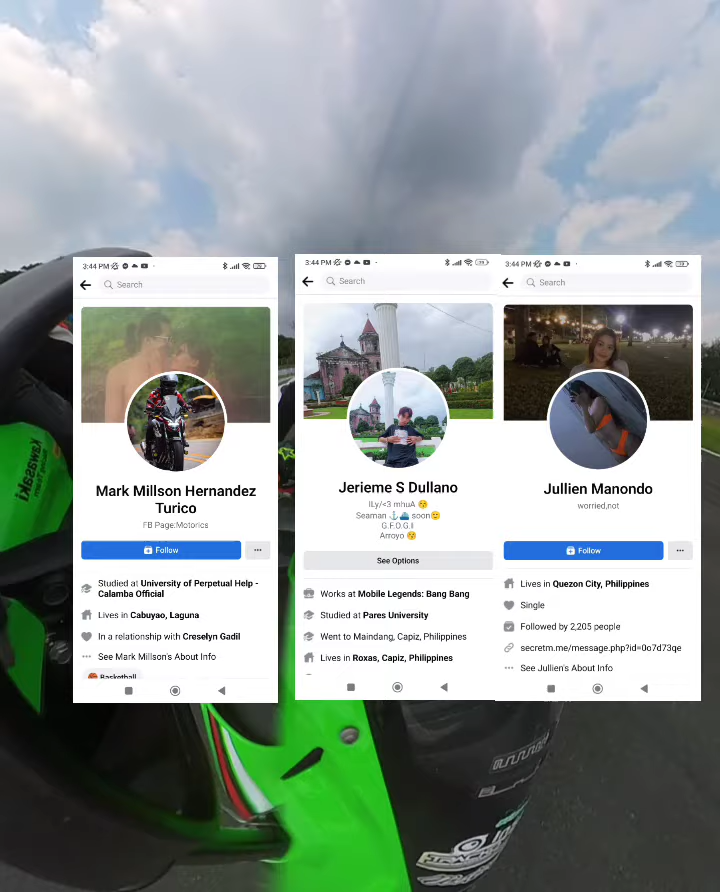 3:44 PM
Search
Mark Millson Hernandez
Turico
FB Page:Motorics
Follow
Studied at University of Perpetual Help -
Calamba Official
Lives in Cabuyao, Laguna
In a relationship with Creselyn Gadil
See Mark Millson's About Info
Basketball
3:44 PM
Search
Jerieme S Dullano
ILy/<3 mhuA 😚
Seaman ⚓🚢 soon😊
G.F.O.G.I
Arroyo 😚
See Options
Works at Mobile Legends: Bang Bang
Studied at Pares University
Went to Maindang, Capiz, Philippines
Lives in Roxas, Capiz, Philippines
3:44 PM
Search
Jullien Manondo
worried,not
Follow
Lives in Quezon City, Philippines
Single
Followed by 2,205 people
secretm.me/message.php?id=0o7d73qe
See Jullien's About Info
Kawasaki
Racing Team